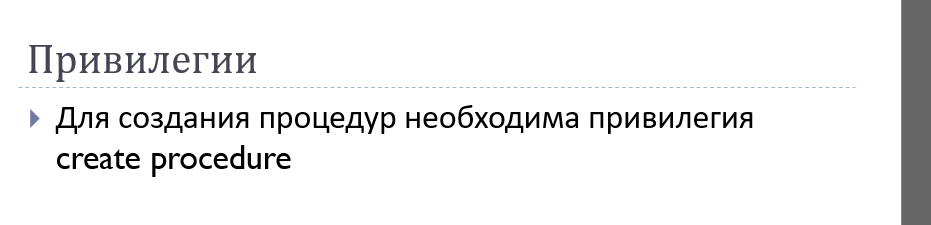 Привилегии
Для создания процедур необходима привилегия
create procedure